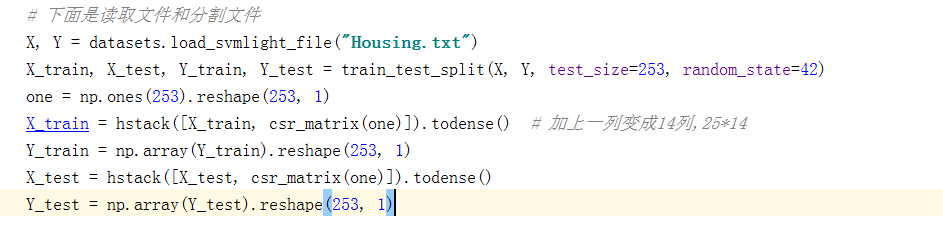 # 下面是读取文件和分割文件
X, Y = datasets.load_svmlight_file("Housing.txt")
X_train, X_test, Y_train, Y_test = train_test_split(X, Y, test_size=253, random_state=42)
one = np.ones(253).reshape(253, 1)
X_train = hstack([X_train, csr_matrix(one)]).todense()  # 加上一列变成14列,25*14
Y_train = np.array(Y_train).reshape(253, 1)
X_test = hstack([X_test, csr_matrix(one)]).todense()
Y_test = np.array(Y_test).reshape(253, 1)